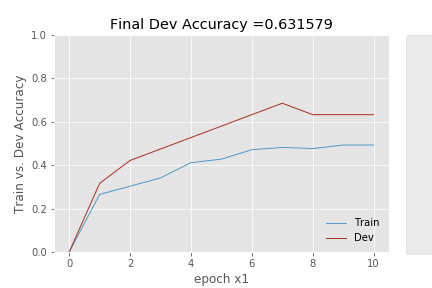 Final Dev Accuracy =0.631579
Train vs. Dev Accuracy
1.0
0.8
0.6
0.4
0.2
0.0
Train
Dev
0 2 4 6 8 10
epoch x1